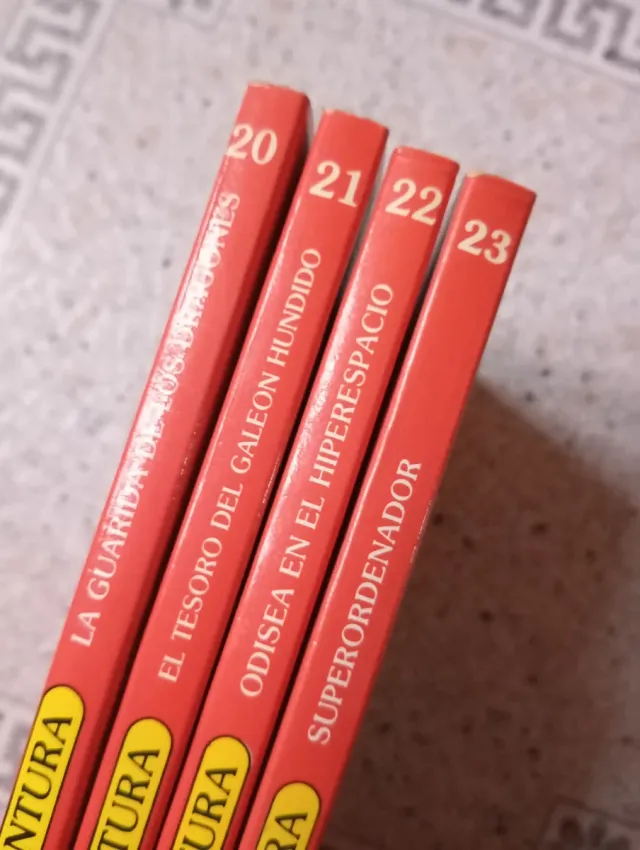 20
LA GUARIDA DE LOS DRAGONES
NTURA
21
EL TESORO DEL GALEON HUNDIDO
TURA
22
ODISEA EN EL HIPERESPACIO
TURA
23
SUPERORDENADOR
RA